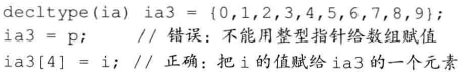 decltype(ia) ia3 = {0,1,2,3,4,5,6,7,8,9};
ia3 = p;    // 错误：不能用整型指针给数组赋值
ia3[4] = i; // 正确：把 i 的值赋给 ia3 的一个元素